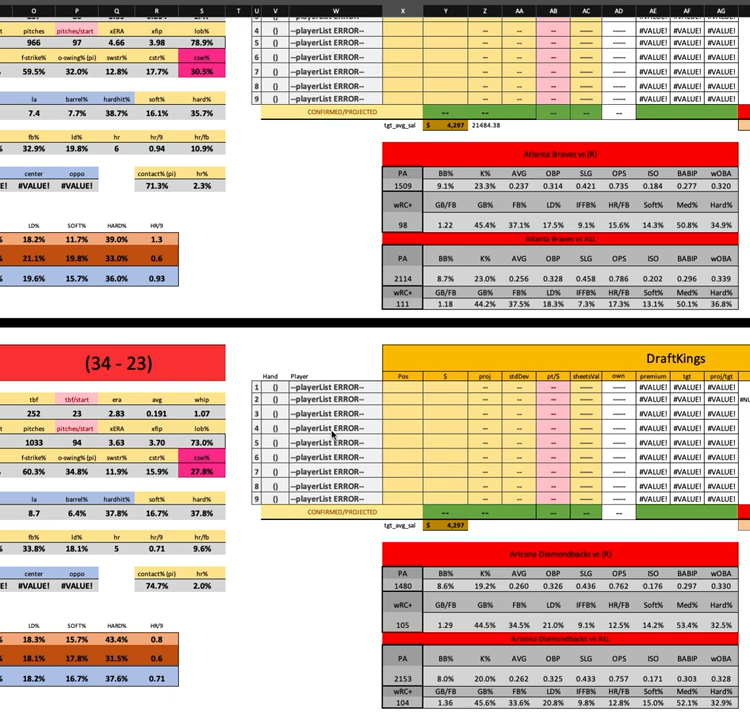 O P Q R S T U V W X Y Z AA AB AC AD AE AF AG
3 () --playerList ERROR-- -- -- -- ----- ----- #VALUE! #VALUE! #VALUE!
pitches pitches/start xERA xfip lob% 4 () --playerList ERROR-- -- -- -- ----- ----- #VALUE! #VALUE! #VALUE!
966 97 4.66 3.98 78.9% 5 () --playerList ERROR-- -- -- -- ----- ----- #VALUE! #VALUE! #VALUE!
f-strike% o-swing% (pi) swstr% cstr% csw% 6 () --playerList ERROR-- -- -- -- ----- ----- #VALUE! #VALUE! #VALUE!
59.5% 32.0% 12.8% 17.7% 30.5% 7 () --playerList ERROR-- -- -- -- ----- ----- #VALUE! #VALUE! #VALUE!
8 () --playerList ERROR-- -- -- -- ----- ----- #VALUE! #VALUE! #VALUE!
la barrel% hardhit% soft% hard% 9 () --playerList ERROR-- -- -- -- ----- ----- #VALUE! #VALUE! #VALUE!
7.4 7.7% 38.7% 16.1% 35.7% CONFIRMED/PROJECTED -- -- -- ----- --
tgt_avg_sal $ 4,297 21484.38
fb% ld% hr hr/9 hr/fb
32.9% 19.8% 6 0.94 10.9%
Atlanta Braves vs (R)
center oppo contact% (pi) hr% PA BB% K% AVG OBP SLG OPS ISO BABIP wOBA
E! #VALUE! #VALUE! 71.3% 2.3% 1509 9.1% 23.3% 0.237 0.314 0.421 0.735 0.184 0.277 0.320
wRC+ GB/FB GB% FB% LD% IFFB% HR/FB Soft% Med% Hard%
LD% SOFT% HARD% HR/9 98 1.22 45.4% 37.1% 17.5% 9.1% 15.6% 14.3% 50.8% 34.9%
% 18.2% 11.7% 39.0% 1.3 Atlanta Braves vs ALL
% 21.1% 19.8% 33.0% 0.6 PA BB% K% AVG OBP SLG OPS ISO BABIP wOBA
% 19.6% 15.7% 36.0% 0.93 2114 8.7% 23.0% 0.256 0.328 0.458 0.786 0.202 0.296 0.339
wRC+ GB/FB GB% FB% LD% IFFB% HR/FB Soft% Med% Hard%
111 1.18 44.2% 37.5% 18.3% 7.3% 17.3% 13.1% 50.1% 36.8%
(34 - 23) DraftKings
Hand Player Pos $ proj stdDev pt/$ sheetsVal own premium tgt proj/tgt
1 () --playerList ERROR-- -- -- -- ----- ----- #VALUE! #VALUE! #VALUE!
tbf tbf/start era avg whip 2 () --playerList ERROR-- -- -- -- ----- ----- #VALUE! #VALUE! #VALUE! #NU
252 23 2.83 0.191 1.07 3 () --playerList ERROR-- -- -- -- ----- ----- #VALUE! #VALUE! #VALUE!
t pitches pitches/start xERA xfip lob% 4 () --playerList ERROR-- -- -- -- ----- ----- #VALUE! #VALUE! #VALUE!
1033 94 3.63 3.70 73.0% 5 () --playerList ERROR-- -- -- -- ----- ----- #VALUE! #VALUE! #VALUE!
f-strike% o-swing% (pi) swstr% cstr% csw% 6 () --playerList ERROR-- -- -- -- ----- ----- #VALUE! #VALUE! #VALUE!
60.3% 34.8% 11.9% 15.9% 27.8% 7 () --playerList ERROR-- -- -- -- ----- ----- #VALUE! #VALUE! #VALUE!
8 () --playerList ERROR-- -- -- -- ----- ----- #VALUE! #VALUE! #VALUE!
la barrel% hardhit% soft% hard% 9 () --playerList ERROR-- -- -- -- ----- ----- #VALUE! #VALUE! #VALUE!
8.7 6.4% 37.8% 16.7% 37.8% CONFIRMED/PROJECTED -- -- -- ----- --
tgt_avg_sal $ 4,297
fb% ld% hr hr/9 hr/fb
33.8% 18.1% 5 0.71 9.6%
Arizona Diamondbacks vs (R)
center oppo contact% (pi) hr% PA BB% K% AVG OBP SLG OPS ISO BABIP wOBA
E! #VALUE! #VALUE! 74.7% 2.0% 1480 8.6% 19.2% 0.260 0.326 0.436 0.762 0.176 0.297 0.330
wRC+ GB/FB GB% FB% LD% IFFB% HR/FB Soft% Med% Hard%
LD% SOFT% HARD% HR/9 105 1.29 44.5% 34.5% 21.0% 9.1% 12.5% 14.2% 53.4% 32.5%
% 18.3% 15.7% 43.4% 0.8 Arizona Diamondbacks vs ALL
% 18.1% 17.8% 31.5% 0.6 PA BB% K% AVG OBP SLG OPS ISO BABIP wOBA
% 18.2% 16.7% 37.6% 0.71 2153 8.0% 20.0% 0.262 0.325 0.433 0.757 0.171 0.303 0.328
wRC+ GB/FB GB% FB% LD% IFFB% HR/FB Soft% Med% Hard%
104 1.36 45.6% 33.6% 20.8% 9.8% 12.8% 15.0% 52.1% 32.9%